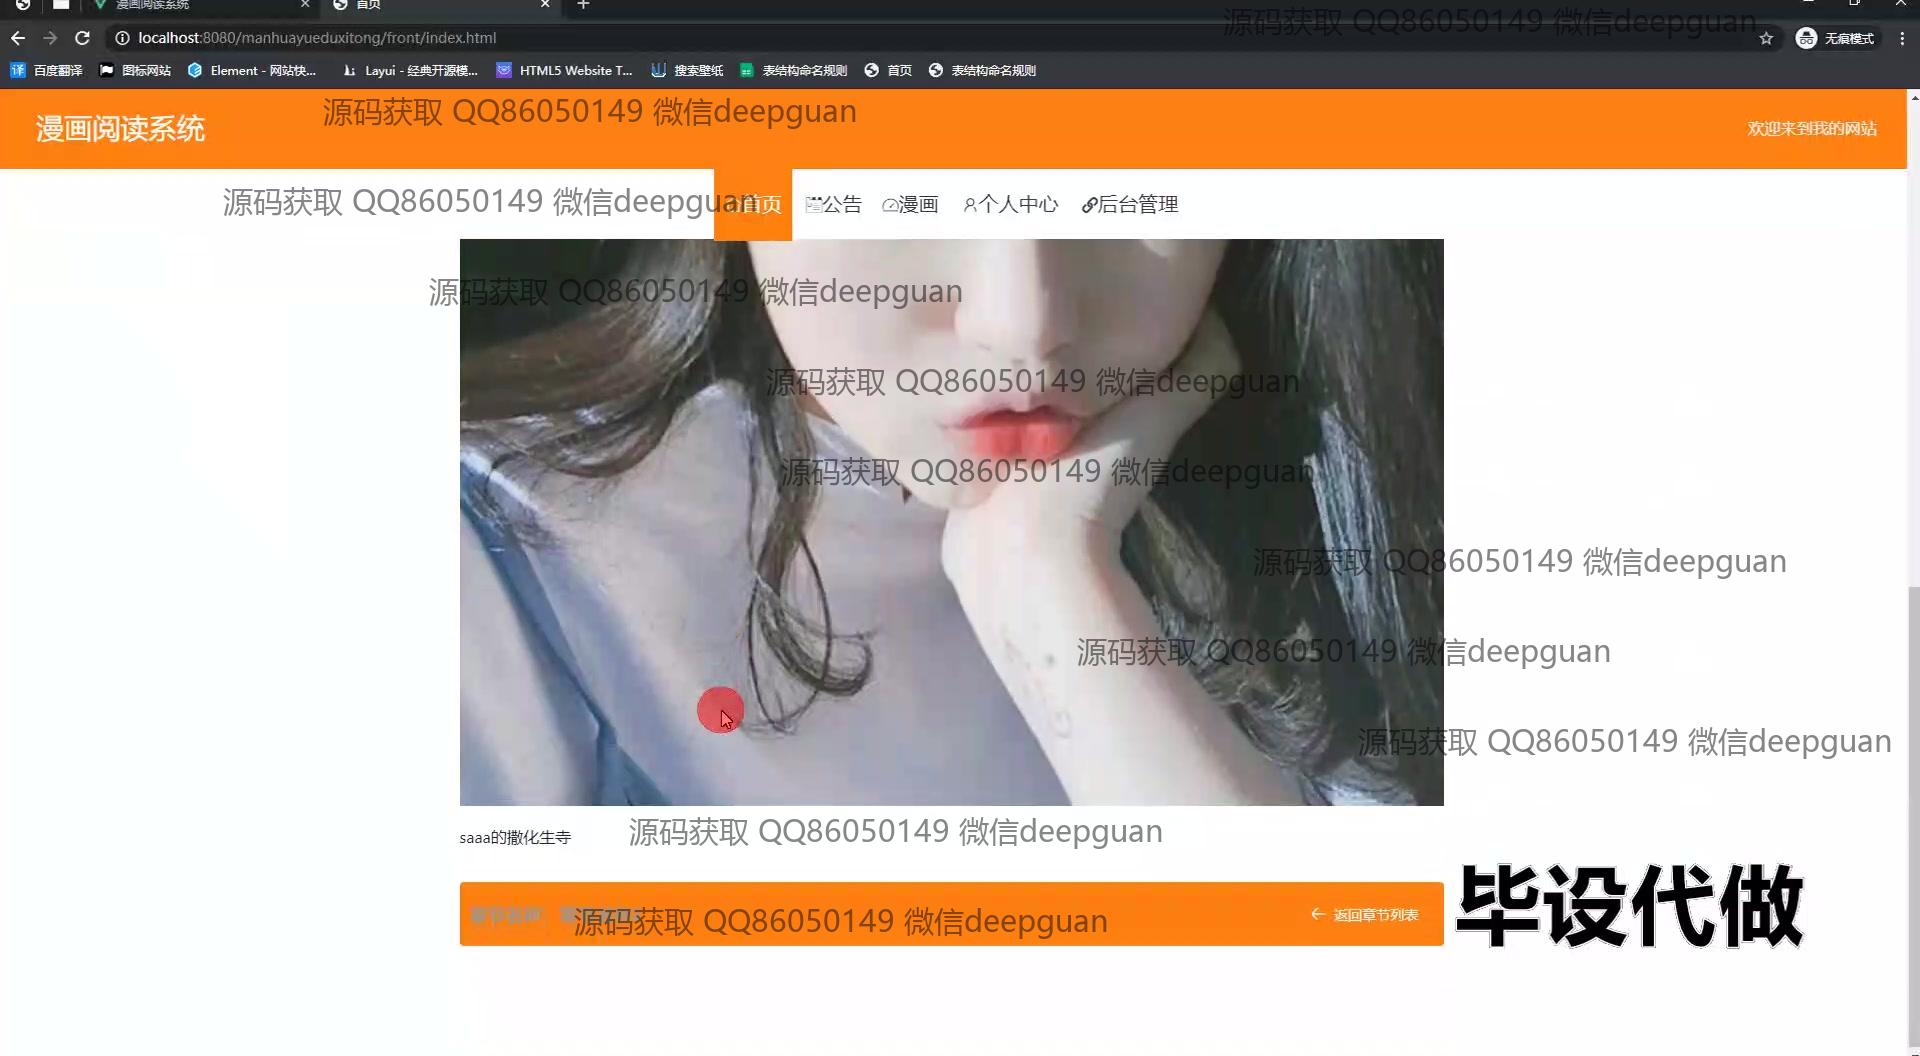 漫画阅读系统
首页
localhost:8080/manhuayueduxitong/front/index.html
无痕模式
百度翻译
图标网站
Element - 网站快...
Layui - 经典开源模...
HTML5 Website T...
搜索壁纸
表结构命名规则
首页
表结构命名规则
源码获取 QQ86050149 微信deepguan
漫画阅读系统
源码获取 QQ86050149 微信deepguan
欢迎来到我的网站
源码获取 QQ86050149 微信deepguan
首页
公告
漫画
个人中心
后台管理
源码获取 QQ86050149 微信deepguan
源码获取 QQ86050149 微信deepguan
源码获取 QQ86050149 微信deepguan
源码获取 QQ86050149 微信deepguan
源码获取 QQ86050149 微信deepguan
源码获取 QQ86050149 微信deepguan
saaa的撒化生寺
源码获取 QQ86050149 微信deepguan
源码获取 QQ86050149 微信deepguan
返回章节列表
毕设代做